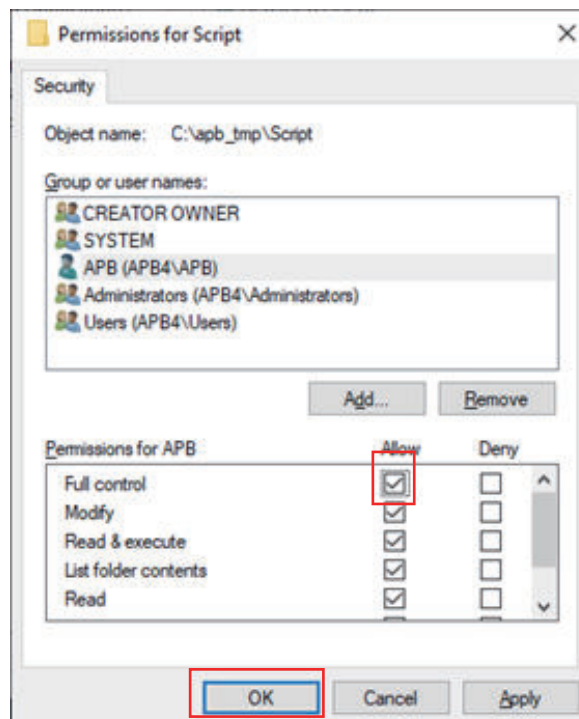 Permissions for Script
Security
Object name: C:\apb_tmp\Script
Group or user names:
CREATOR OWNER
SYSTEM
APB (APB4\APB)
Administrators (APB4\Administrators)
Users (APB4\Users)
Add... Remove
Permissions for APB Allow Deny
Full control
Modify
Read & execute
List folder contents
Read
OK Cancel Apply